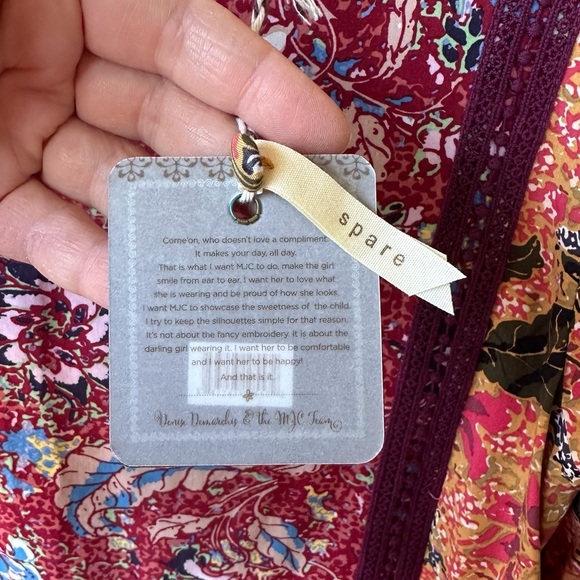 Come'on, who doesn't love a compliment.
It makes your day, all day.
That is what I want MJC to do, make the girl
smile from ear to ear. I want her to love what
she is wearing and be proud of how she looks.
I want MJC to showcase the sweetness of the child.
I try to keep the silhouettes simple for that reason.
It's not about the fancy embroidery. It is about the
darling girl wearing it. I want her to be comfortable
and I want her to be happy!
And that is it.
Denise Demarchis & the MJC Team
spare